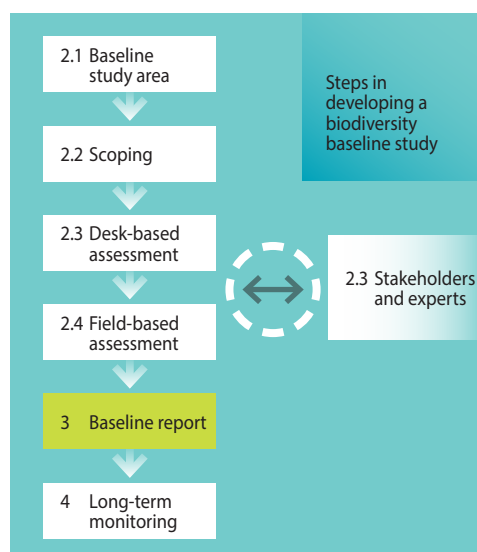 2.1 Baseline
study area
Steps in
developing a
biodiversity
baseline study
2.2 Scoping
2.3 Desk-based
assessment
2.3 Stakeholders
and experts
2.4 Field-based
assessment
3 Baseline report
4 Long-term
monitoring